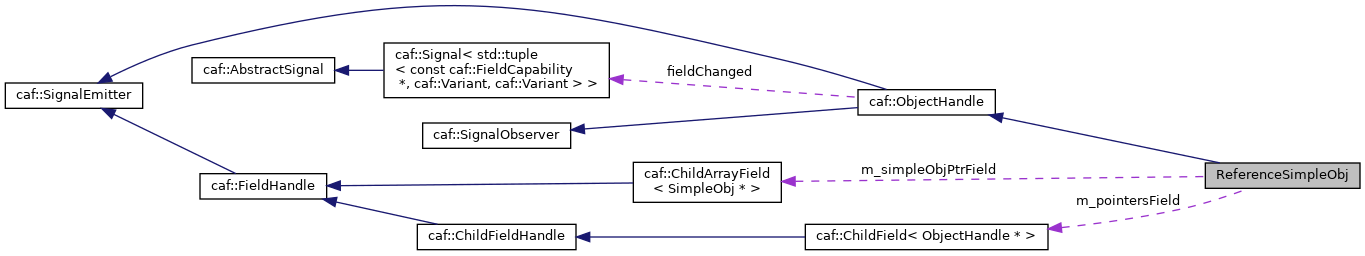 caf::SignalEmitter
caf::AbstractSignal
caf::Signal< std::tuple
< const caf::FieldCapability
*, caf::Variant, caf::Variant > >
fieldChanged
caf::ObjectHandle
caf::SignalObserver
caf::FieldHandle
caf::ChildArrayField
< SimpleObj * >
m_simpleObjPtrField
ReferenceSimpleObj
m_pointersField
caf::ChildFieldHandle
caf::ChildField< ObjectHandle * >